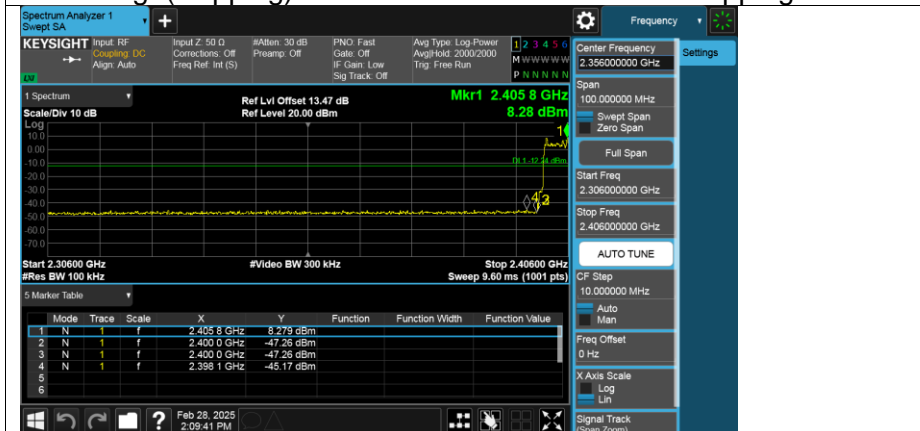 Spectrum Analyzer 1
Swept SA
Frequency
KEYSIGHT
Input: RF
Coupling: DC
Align: Auto
Input Z: 50 Ω
Corrections: Off
Freq Ref: Int (S)
#Atten: 30 dB
Preamp: Off
PNO: Fast
Gate: Off
IF Gain: Low
Sig Track: Off
Avg Type: Log-Power
Avg|Hold: 2000/2000
Trig: Free Run
1 2 3 4 5 6
M W W W W W
P N N N N N
LXI
1 Spectrum
Scale/Div 10 dB
Ref Lvl Offset 13.47 dB
Ref Level 20.00 dBm
Mkr1 2.405 8 GHz
8.28 dBm
Log
10.0
0.00
-10.0
-20.0
-30.0
-40.0
-50.0
-60.0
-70.0
1
DL1 -12.24 dBm
Start 2.30600 GHz
#Res BW 100 kHz
#Video BW 300 kHz
Stop 2.40600 GHz
Sweep 9.60 ms (1001 pts)
5 Marker Table
Mode Trace Scale X Y Function Function Width Function Value
1 N 1 f 2.405 8 GHz 8.279 dBm
2 N 1 f 2.400 0 GHz -47.26 dBm
3 N 1 f 2.400 0 GHz -47.26 dBm
4 N 1 f 2.398 1 GHz -45.17 dBm
5
6
Feb 28, 2025
2:09:41 PM
Center Frequency
2.356000000 GHz
Settings
Span
100.000000 MHz
Swept Span
Zero Span
Full Span
Start Freq
2.306000000 GHz
Stop Freq
2.406000000 GHz
AUTO TUNE
CF Step
10.000000 MHz
Auto
Man
Freq Offset
0 Hz
X Axis Scale
Log
Lin
Signal Track
(Span Zoom)